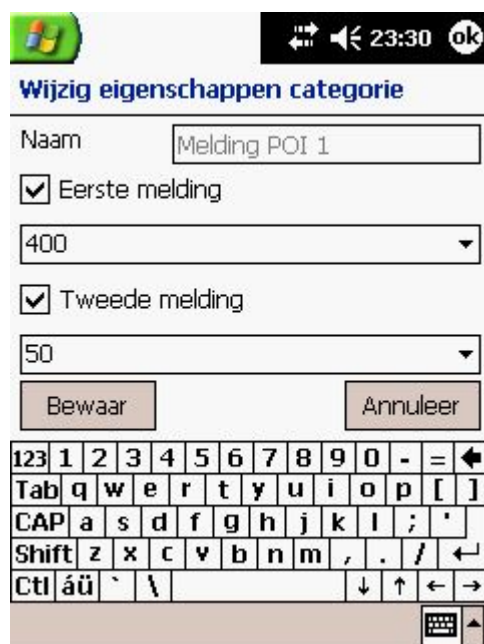 23:30 ok
Wijzig eigenschappen categorie
Naam Melding POI 1
Eerste melding
400
Tweede melding
50
Bewaar Annuleer
123 1 2 3 4 5 6 7 8 9 0 - =
Tab q w e r t y u i o p [ ]
CAP a s d f g h j k l ; '
Shift z x c v b n m , . /
Ctl áü ` \